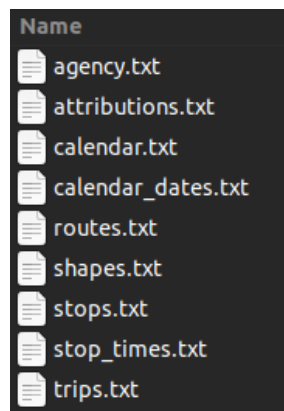 Name
agency.txt
attributions.txt
calendar.txt
calendar_dates.txt
routes.txt
shapes.txt
stops.txt
stop_times.txt
trips.txt